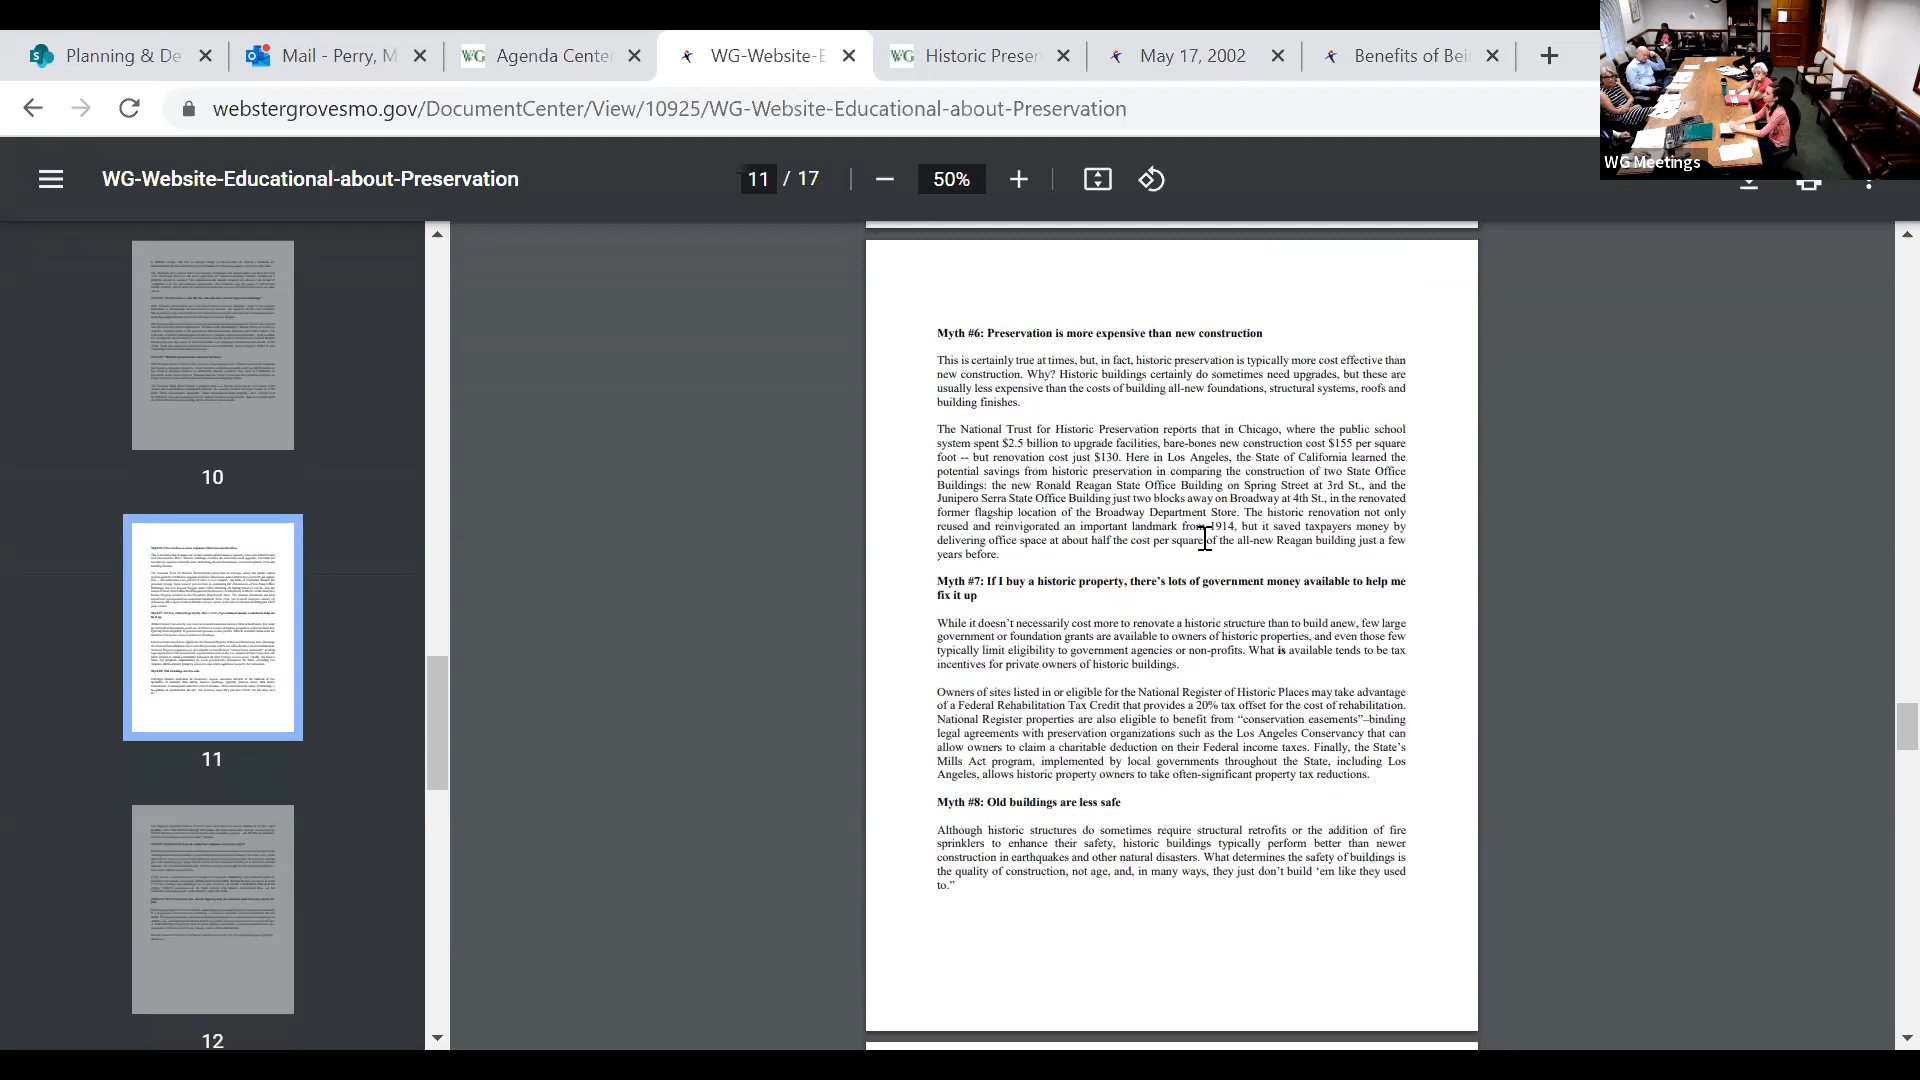 Planning & De
Mail - Perry, M
Agenda Center
WG-Website-E
Historic Preser
May 17, 2002
Benefits of Bei
webstergrovesmo.gov/DocumentCenter/View/10925/WG-Website-Educational-about-Preservation
WG Meetings
WG-Website-Educational-about-Preservation
11 / 17
50%
10
11
12
Myth #6: Preservation is more expensive than new construction
This is certainly true at times, but, in fact, historic preservation is typically more cost effective than
new construction. Why? Historic buildings certainly do sometimes need upgrades, but these are
usually less expensive than the costs of building all-new foundations, structural systems, roofs and
building finishes.
The National Trust for Historic Preservation reports that in Chicago, where the public school
system spent $2.5 billion to upgrade facilities, bare-bones new construction cost $155 per square
foot -- but renovation cost just $130. Here in Los Angeles, the State of California learned the
potential savings from historic preservation in comparing the construction of two State Office
Buildings: the new Ronald Reagan State Office Building on Spring Street at 3rd St., and the
Junipero Serra State Office Building just two blocks away on Broadway at 4th St., in the renovated
former flagship location of the Broadway Department Store. The historic renovation not only
reused and reinvigorated an important landmark from 1914, but it saved taxpayers money by
delivering office space at about half the cost per square of the all-new Reagan building just a few
years before.
Myth #7: If I buy a historic property, there's lots of government money available to help me
fix it up
While it doesn't necessarily cost more to renovate a historic structure than to build anew, few large
government or foundation grants are available to owners of historic properties, and even those few
typically limit eligibility to government agencies or non-profits. What is available tends to be tax
incentives for private owners of historic buildings.
Owners of sites listed in or eligible for the National Register of Historic Places may take advantage
of a Federal Rehabilitation Tax Credit that provides a 20% tax offset for the cost of rehabilitation.
National Register properties are also eligible to benefit from “conservation easements”–binding
legal agreements with preservation organizations such as the Los Angeles Conservancy that can
allow owners to claim a charitable deduction on their Federal income taxes. Finally, the State's
Mills Act program, implemented by local governments throughout the State, including Los
Angeles, allows historic property owners to take often-significant property tax reductions.
Myth #8: Old buildings are less safe
Although historic structures do sometimes require structural retrofits or the addition of fire
sprinklers to enhance their safety, historic buildings typically perform better than newer
construction in earthquakes and other natural disasters. What determines the safety of buildings is
the quality of construction, not age, and, in many ways, they just don't build ‘em like they used
to.”